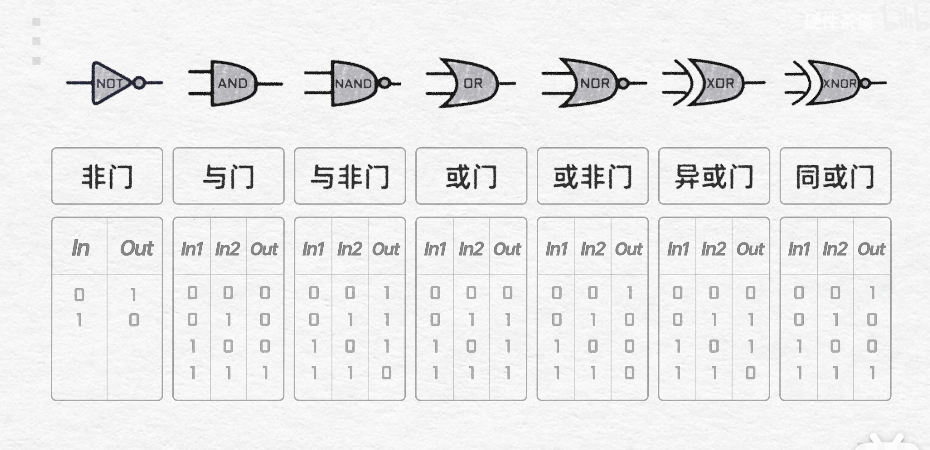 NOT AND NAND OR NOR XOR XNOR
非门 与门 与非门 或门 或非门 异或门 同或门
In Out In1 In2 Out In1 In2 Out In1 In2 Out In1 In2 Out In1 In2 Out In1 In2 Out
0 1 0 0 0 0 0 1 0 0 0 0 0 1 0 0 0 0 0 1
1 0 0 1 0 0 1 1 0 1 1 0 1 0 0 1 1 0 1 0
1 0 0 1 0 1 1 0 1 1 0 0 1 0 1 1 0 0
1 1 1 1 1 0 1 1 1 1 1 0 1 1 0 1 1 1